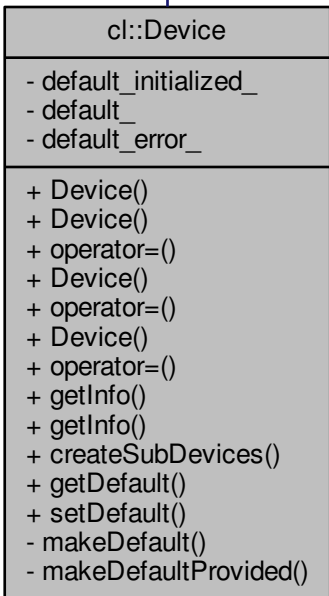 cl::Device
- default_initialized_
- default_
- default_error_
+ Device()
+ Device()
+ operator=()
+ Device()
+ operator=()
+ Device()
+ operator=()
+ getInfo()
+ getInfo()
+ createSubDevices()
+ getDefault()
+ setDefault()
- makeDefault()
- makeDefaultProvided()